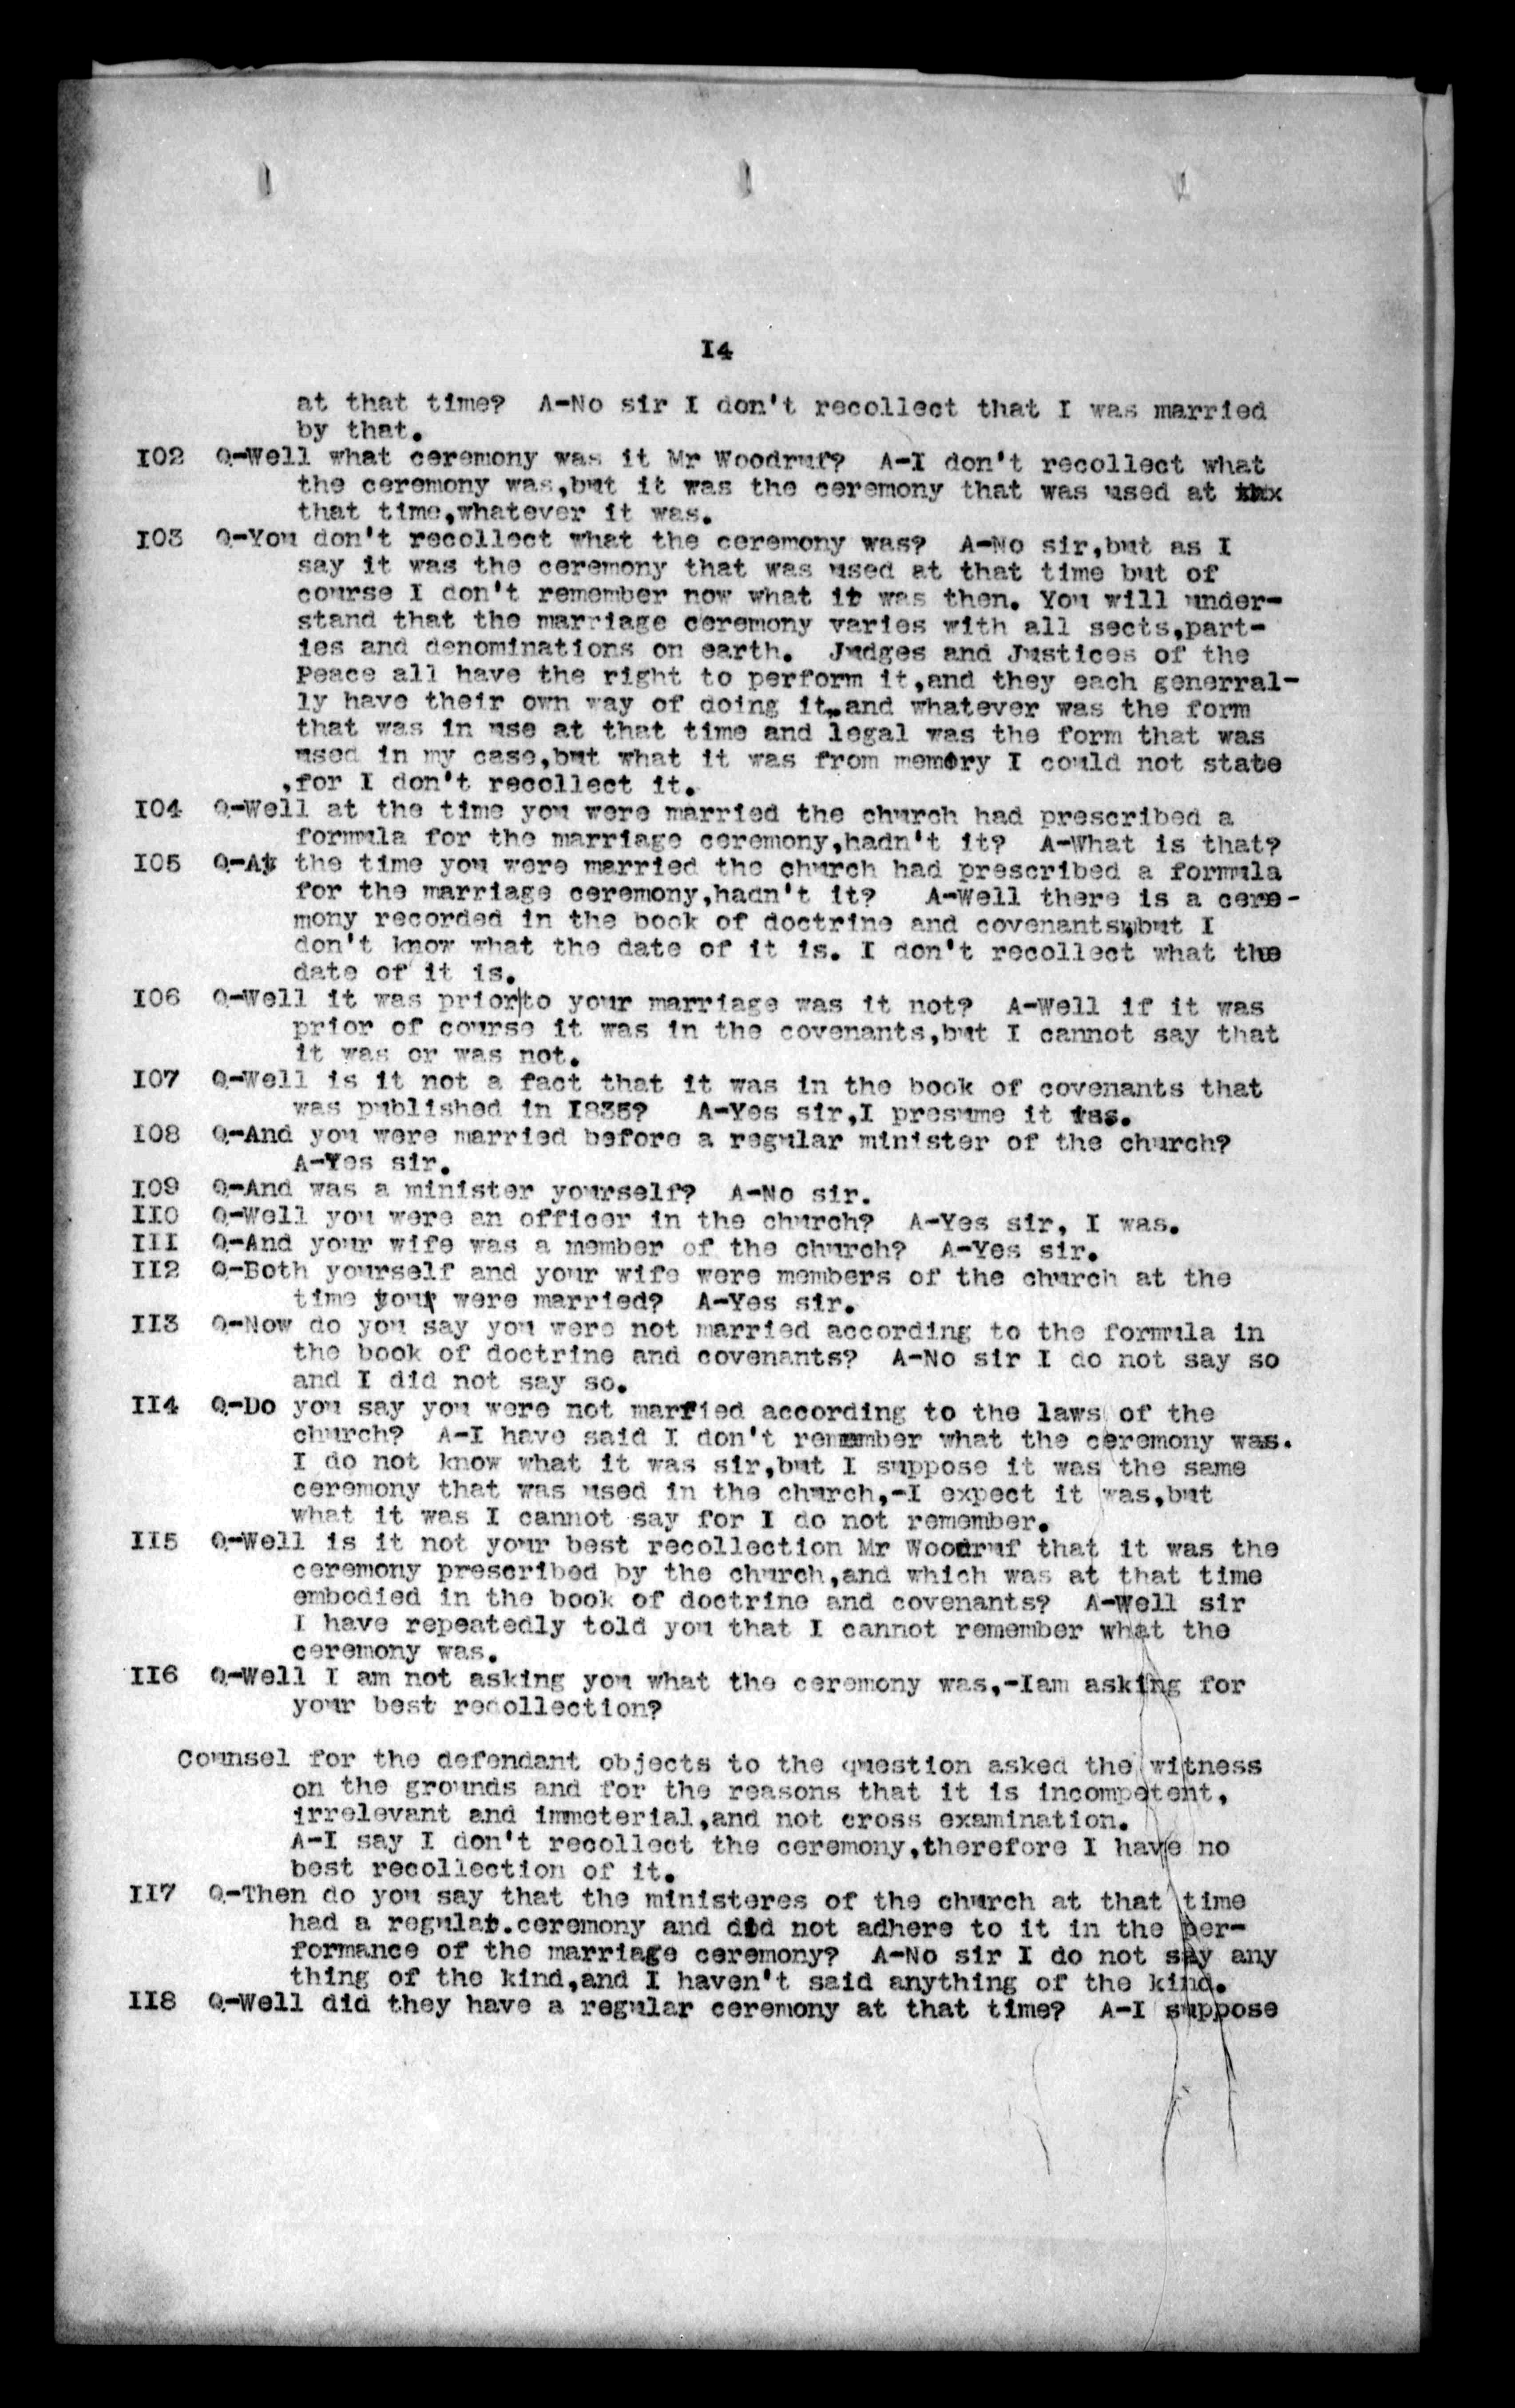 I4
at that time? A-No sir I don't recollect that I was married
by that.
I02 Q-Well what ceremony was it Mr Woodruf? A-I don't recollect what
the ceremony was,but it was the ceremony that was used at thx
that time,whatever it was.
I03 Q-You don't recollect what the ceremony was? A-No sir,but as I
say it was the ceremony that was used at that time but of
course I don't remember now what it was then. You will under-
stand that the marriage ceremony varies with all sects,part-
ies and denominations on earth. Judges and Justices of the
Peace all have the right to perform it,and they each generral-
ly have their own way of doing it,.and whatever was the form
that was in use at that time and legal was the form that was
used in my case,but what it was from memory I could not state
,for I don't recollect it.
I04 Q-Well at the time you were married the church had prescribed a
formula for the marriage ceremony,hadn't it? A-What is that?
I05 Q-At the time you were married the church had prescribed a formula
for the marriage ceremony,hadn't it? A-Well there is a cere-
mony recorded in the book of doctrine and covenants,but I
don't know what the date of it is. I don't recollect what the
date of it is.
I06 Q-Well it was prior|to your marriage was it not? A-Well if it was
prior of course it was in the covenants,but I cannot say that
it was or was not.
I07 Q-Well is it not a fact that it was in the book of covenants that
was published in I835? A-Yes sir,I presume it was.
I08 Q-And you were married before a regular minister of the church?
A-Yes sir.
I09 Q-And was a minister yourself? A-No sir.
II0 Q-Well you were an officer in the church? A-Yes sir, I was.
III Q-And your wife was a member of the church? A-Yes sir.
II2 Q-Both yourself and your wife were members of the church at the
time your were married? A-Yes sir.
II3 Q-Now do you say you were not married according to the formula in
the book of doctrine and covenants? A-No sir I do not say so
and I did not say so.
II4 Q-Do you say you were not married according to the laws of the
church? A-I have said I don't remember what the ceremony was.
I do not know what it was sir,but I suppose it was the same
ceremony that was used in the church,-I expect it was,but
what it was I cannot say for I do not remember.
II5 Q-Well is it not your best recollection Mr Woodruf that it was the
ceremony prescribed by the church,and which was at that time
embodied in the book of doctrine and covenants? A-Well sir
I have repeatedly told you that I cannot remember what the
ceremony was.
II6 Q-Well I am not asking you what the ceremony was,-Iam asking for
your best recollection?
Counsel for the defendant objects to the question asked the witness
on the grounds and for the reasons that it is incompetent,
irrelevant and immeterial,and not cross examination.
A-I say I don't recollect the ceremony,therefore I have no
best recollection of it.
II7 Q-Then do you say that the ministeres of the church at that time
had a regular.ceremony and did not adhere to it in the per-
formance of the marriage ceremony? A-No sir I do not say any
thing of the kind,and I haven't said anything of the kind.
II8 Q-Well did they have a regular ceremony at that time? A-I suppose